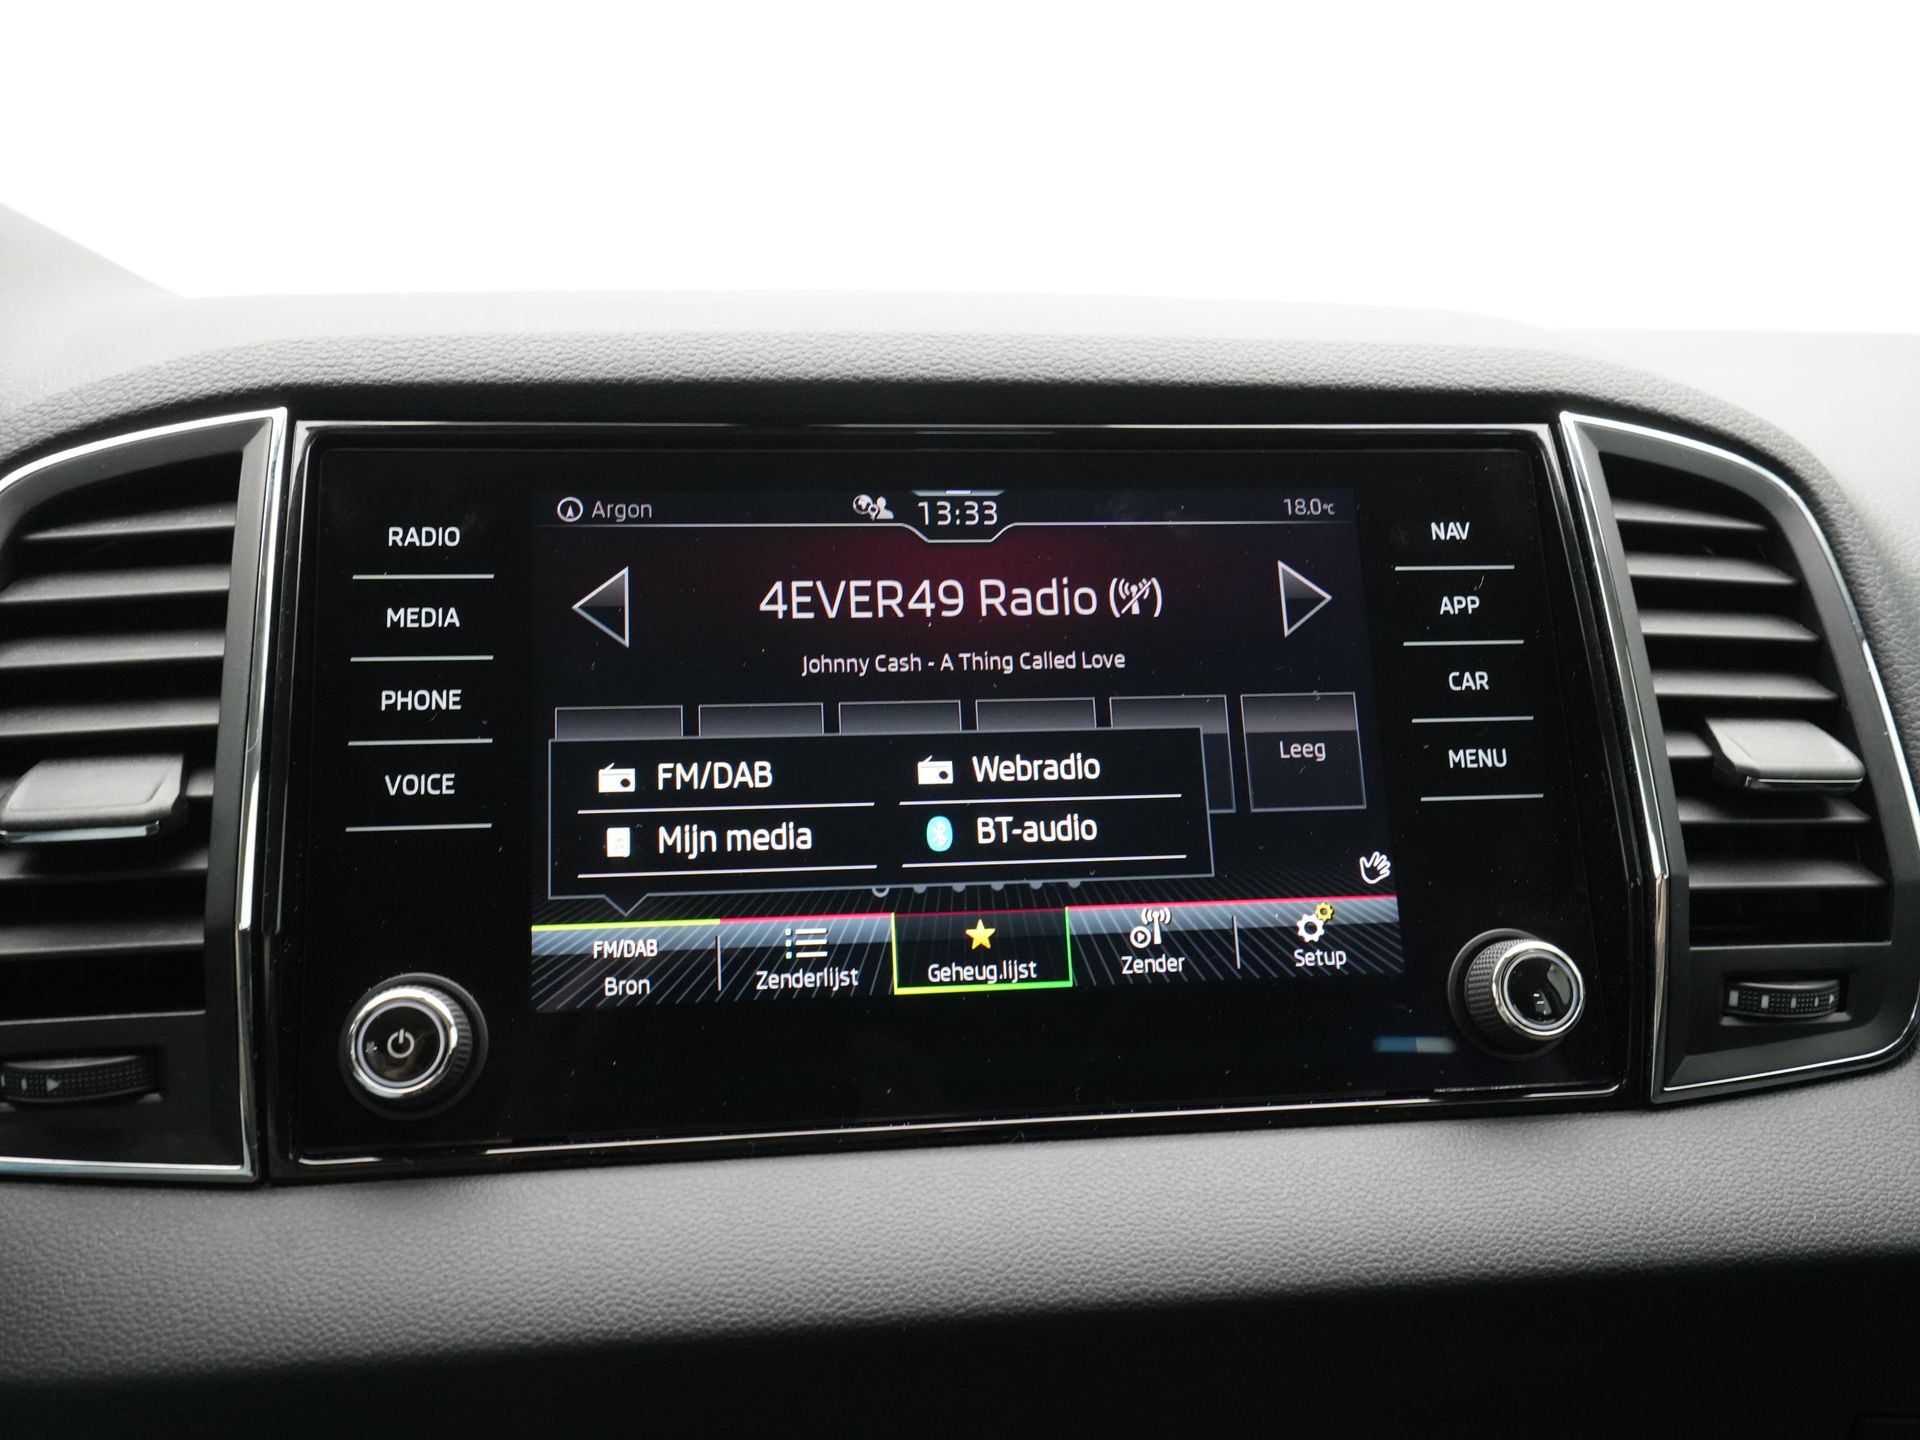 Argon 13:33 18.0°C
4EVER49 Radio
Johnny Cash - A Thing Called Love
RADIO
MEDIA
PHONE
VOICE
NAV
APP
CAR
MENU
Leeg
FM/DAB Webradio
Mijn media BT-audio
FM/DAB
Bron Zenderlijst Geheug.lijst Zender Setup